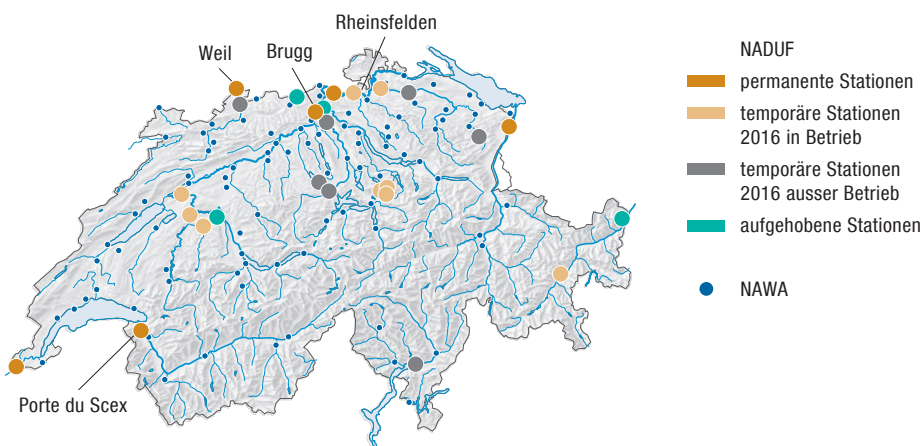 Rheinsfelden
Weil
Brugg
Porte du Scex
NADUF
permanente Stationen
temporäre Stationen
2016 in Betrieb
temporäre Stationen
2016 ausser Betrieb
aufgehobene Stationen
NAWA